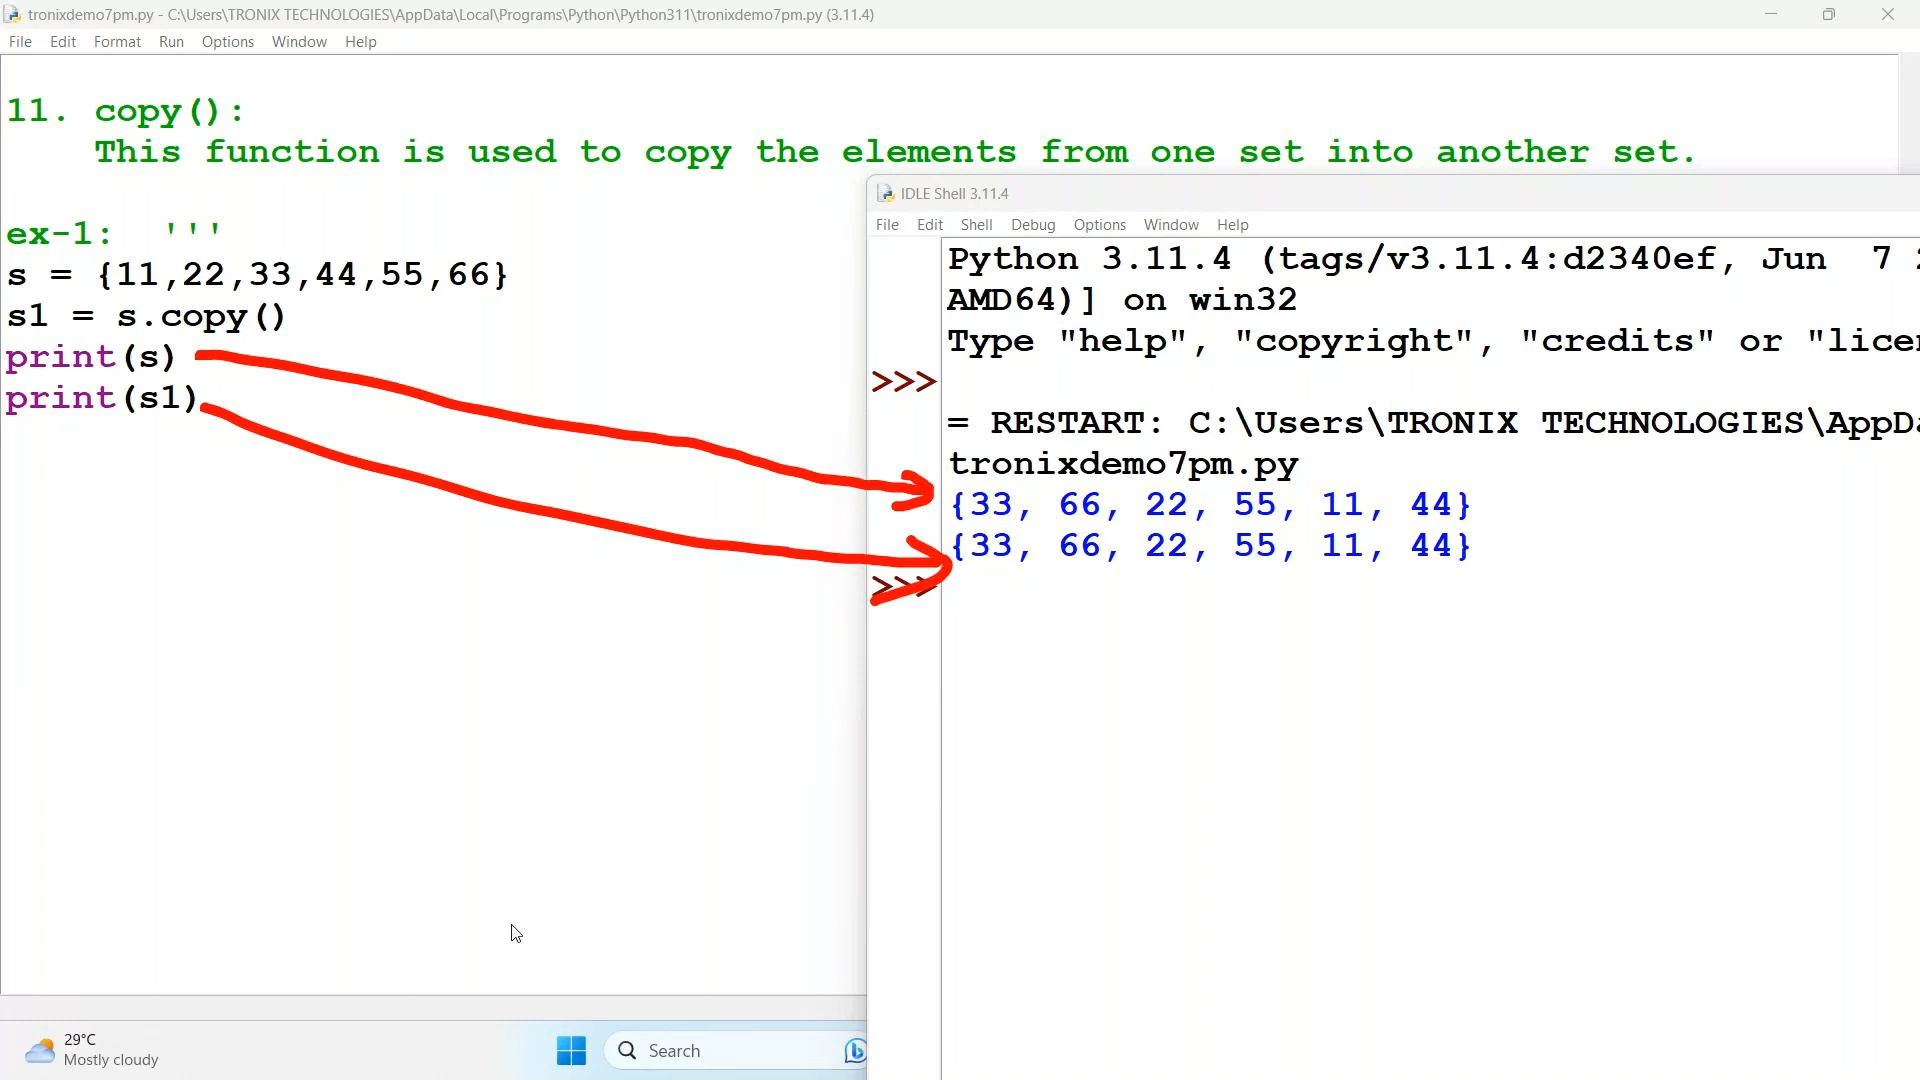 tronixdemo7pm.py - C:\Users\TRONIX TECHNOLOGIES\AppData\Local\Programs\Python\Python311\tronixdemo7pm.py (3.11.4)
File Edit Format Run Options Window Help
11. copy():
This function is used to copy the elements from one set into another set.
ex-1: '''
s = {11,22,33,44,55,66}
s1 = s.copy()
print(s)
print(s1)
IDLE Shell 3.11.4
File Edit Shell Debug Options Window Help
Python 3.11.4 (tags/v3.11.4:d2340ef, Jun 7
AMD64)] on win32
Type "help", "copyright", "credits" or "licen
>>>
= RESTART: C:\Users\TRONIX TECHNOLOGIES\AppDa
tronixdemo7pm.py
{33, 66, 22, 55, 11, 44}
{33, 66, 22, 55, 11, 44}
>>>
29°C
Mostly cloudy
Search